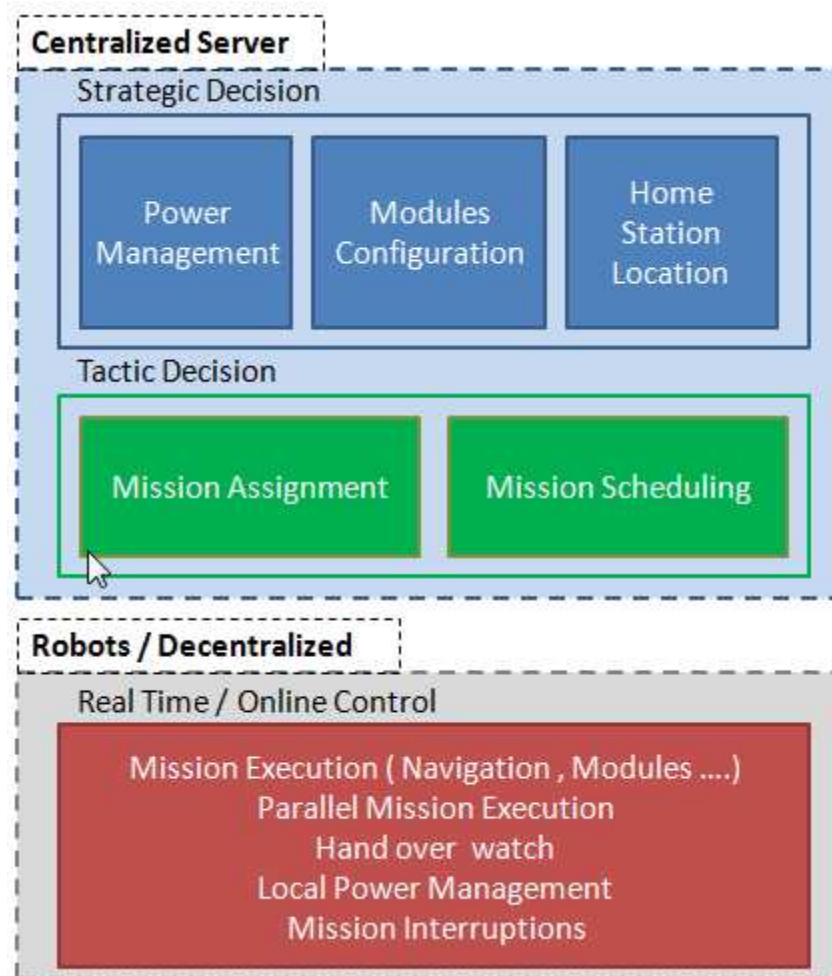 Centralized Server
Strategic Decision
Power
Management
Modules
Configuration
Home
Station
Location
Tactic Decision
Mission Assignment
Mission Scheduling
Robots / Decentralized
Real Time / Online Control
Mission Execution ( Navigation , Modules ....)
Parallel Mission Execution
Hand over watch
Local Power Management
Mission Interruptions